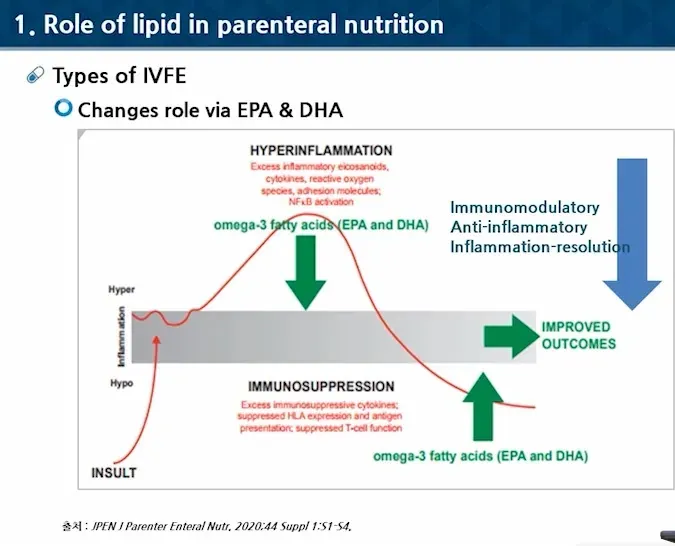 1. Role of lipid in parenteral nutrition
Types of IVFE
Changes role via EPA & DHA
HYPERINFLAMMATION
Excess inflammatory eicosanoids,
cytokines, reactive oxygen
species, adhesion molecules;
NFκB activation
omega-3 fatty acids (EPA and DHA)
Immunomodulatory
Anti-inflammatory
Inflammation-resolution
Hyper
Inflammation
Hypo
IMPROVED
OUTCOMES
IMMUNOSUPPRESSION
Excess immunosuppressive cytokines;
suppressed HLA expression and antigen
presentation; suppressed T-cell function
omega-3 fatty acids (EPA and DHA)
INSULT
출처 : JPEN J Parenter Enteral Nutr. 2020;44 Suppl 1:S1-S4.